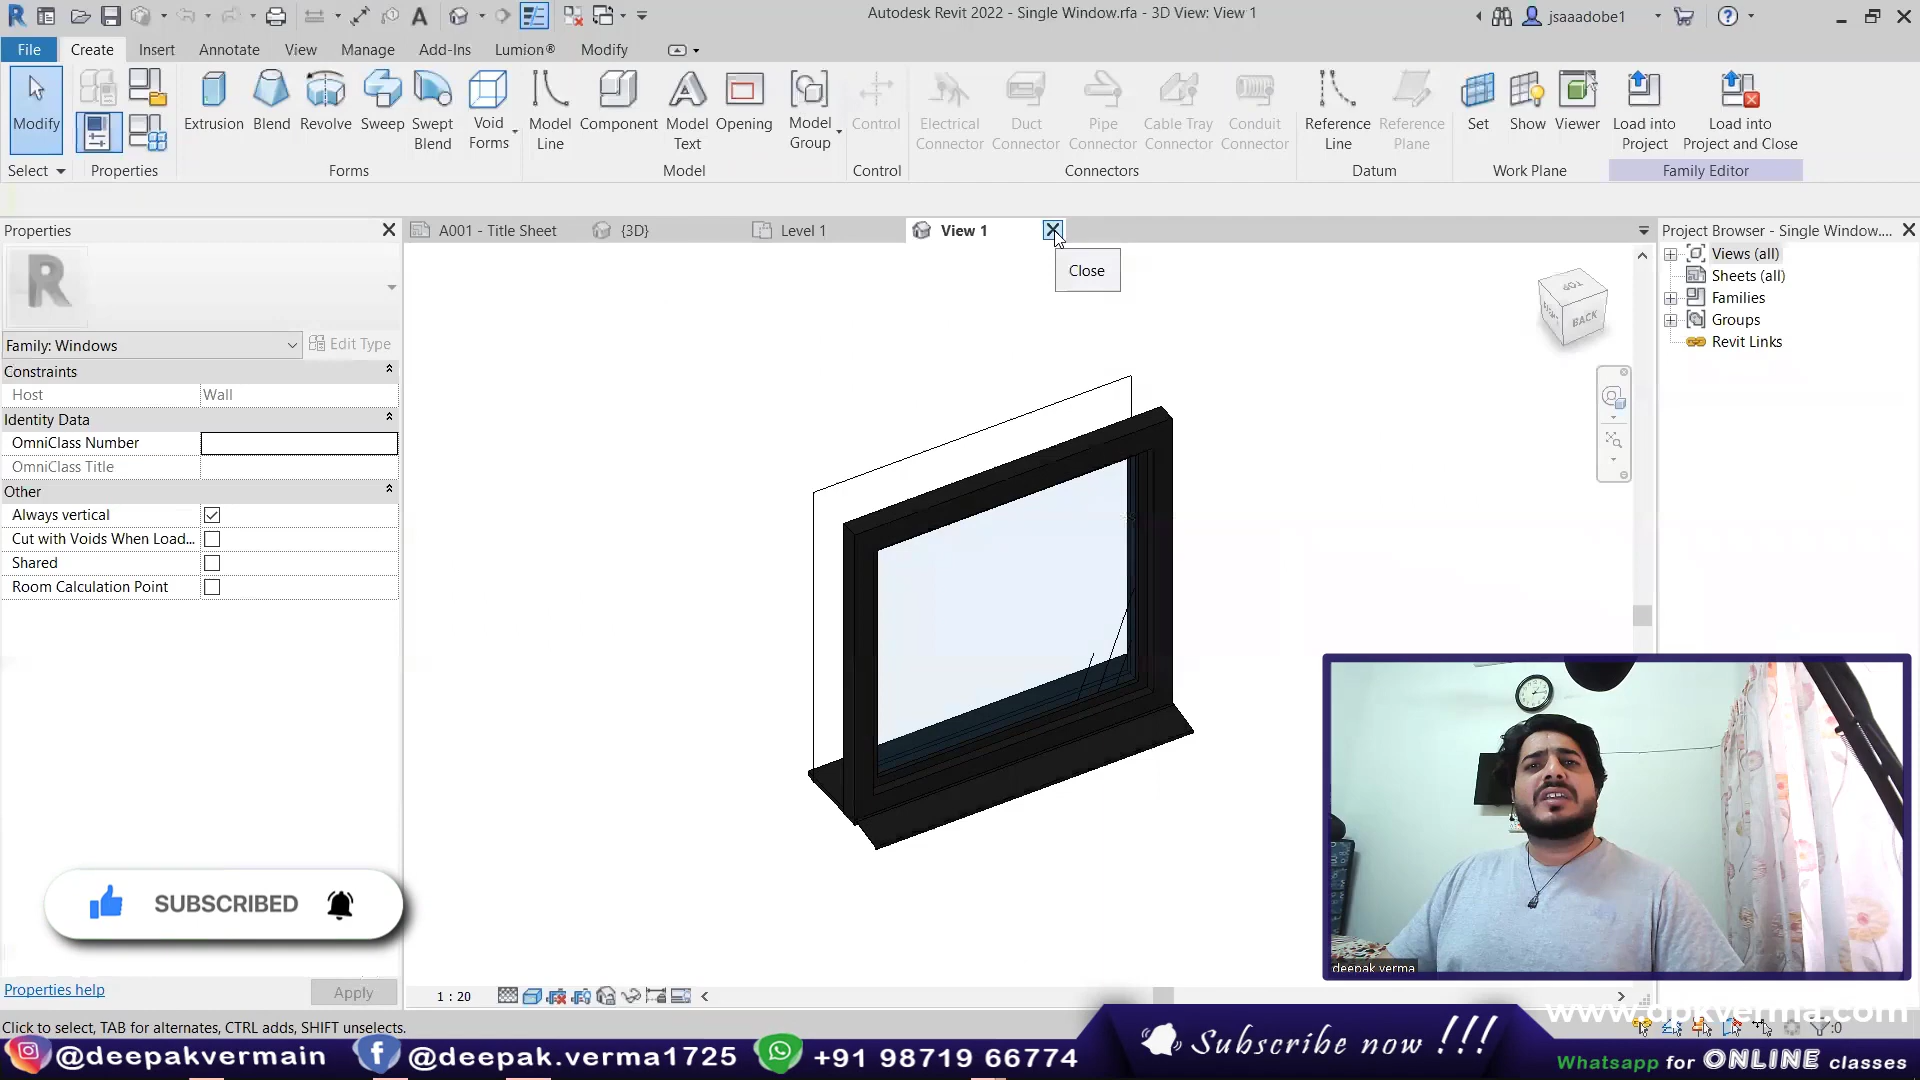 Autodesk Revit 2022 - Single Window.rfa - 3D View: View 1
jsaaadobe1
File Create Insert Annotate View Manage Add-Ins Lumion® Modify
Modify Extrusion Blend Revolve Sweep Swept Blend Void Forms Model Line Component Model Text Opening Model Group Control Electrical Connector Duct Connector Pipe Connector Cable Tray Connector Conduit Connector Reference Line Reference Plane Set Show Viewer Load into Project Load into Project and Close
Select Properties Forms Model Control Connectors Datum Work Plane Family Editor
Properties
A001 - Title Sheet {3D} Level 1 View 1
Close
Project Browser - Single Window....
Views (all)
Sheets (all)
Families
Groups
Revit Links
TOP
BACK
R
Family: Windows Edit Type
Constraints
Host Wall
Identity Data
OmniClass Number
OmniClass Title
Other
Always vertical
Cut with Voids When Load...
Shared
Room Calculation Point
SUBSCRIBED
Properties help Apply
1 : 20
deepak verma
Click to select, TAB for alternates, CTRL adds, SHIFT unselects.
www.dpkverma.com
:0
@deepakvermain @deepak.verma1725 +91 98719 66774
Subscribe now !!!
Whatsapp for ONLINE classes